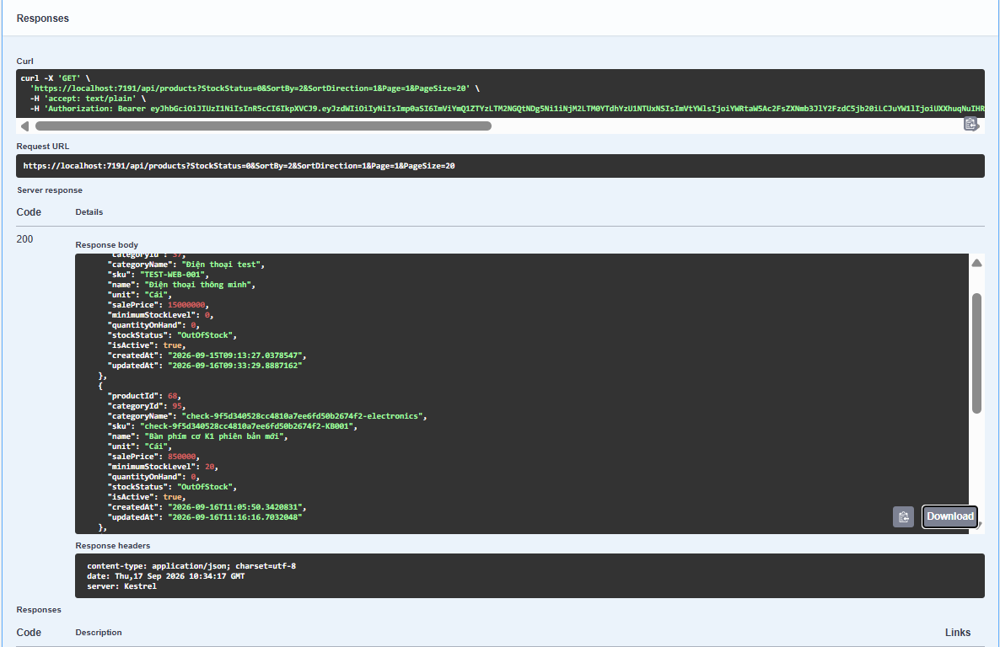 Responses
Curl
curl -X 'GET' \
'https://localhost:7191/api/products?StockStatus=0&SortBy=2&SortDirection=1&Page=1&PageSize=20' \
-H 'accept: text/plain' \
-H 'Authorization: Bearer
Request URL
https://localhost:7191/api/products?StockStatus=0&SortBy=2&SortDirection=1&Page=1&PageSize=20
Server response
Code Details
200
Response body
"categoryId": 37,
"categoryName": "Điện thoại test",
"sku": "TEST-WEB-001",
"name": "Điện thoại thông minh",
"unit": "Cái",
"salePrice": 15000000,
"minimumStockLevel": 0,
"quantityOnHand": 0,
"stockStatus": "OutOfStock",
"isActive": true,
"createdAt": "2026-09-15T09:13:27.0378547",
"updatedAt": "2026-09-16T09:33:29.8887162"
},
{
"productId": 68,
"categoryId": 95,
"categoryName": "check-9f5d340528cc4810a7ee6fd50b2674f2-electronics",
"sku": "check-9f5d340528cc4810a7ee6fd50b2674f2-KB001",
"name": "Bàn phím cơ K1 phiên bản mới",
"unit": "Cái",
"salePrice": 850000,
"minimumStockLevel": 20,
"quantityOnHand": 0,
"stockStatus": "OutOfStock",
"isActive": true,
"createdAt": "2026-09-16T11:05:50.3420831",
"updatedAt": "2026-09-16T11:16:16.7032048"
},
Download
Response headers
content-type: application/json; charset=utf-8
date: Thu,17 Sep 2026 10:34:17 GMT
server: Kestrel
Responses
Code Description Links